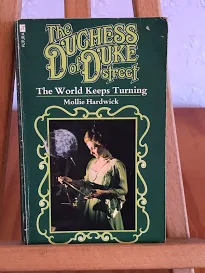 The
DUCHESS
of DUKE
Street
The World Keeps Turning
Mollie Hardwick